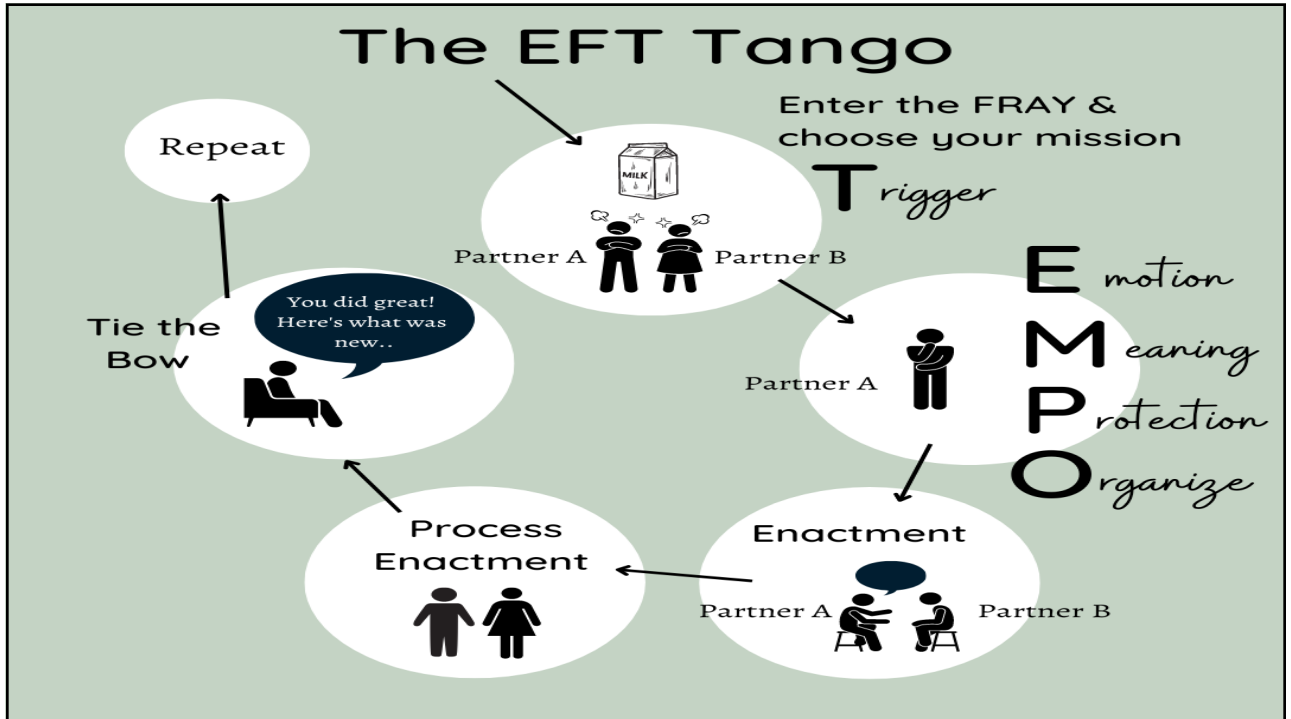 The EFT Tango
Enter the FRAY &
choose your mission
Trigger
MILK
Partner A
Partner B
Emotion
Meaning
Protection
Organize
Partner A
Enactment
Partner A
Partner B
Process
Enactment
Tie the
Bow
You did great!
Here's what was
new..
Repeat